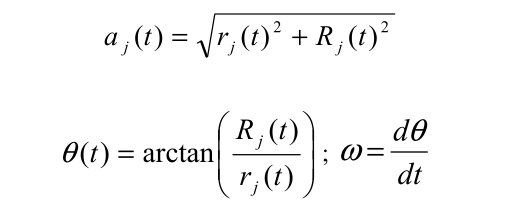 a_j(t) = √(r_j(t)² + R_j(t)²)
θ(t) = arctan(R_j(t) / r_j(t)) ; ω = dθ/dt